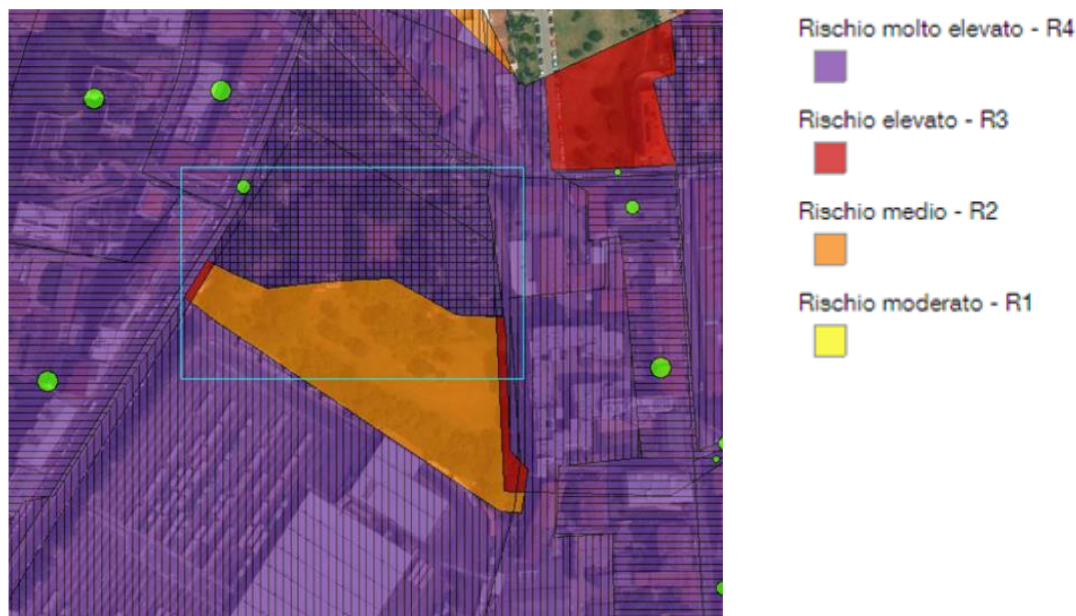 Rischio molto elevato - R4
Rischio elevato - R3
Rischio medio - R2
Rischio moderato - R1